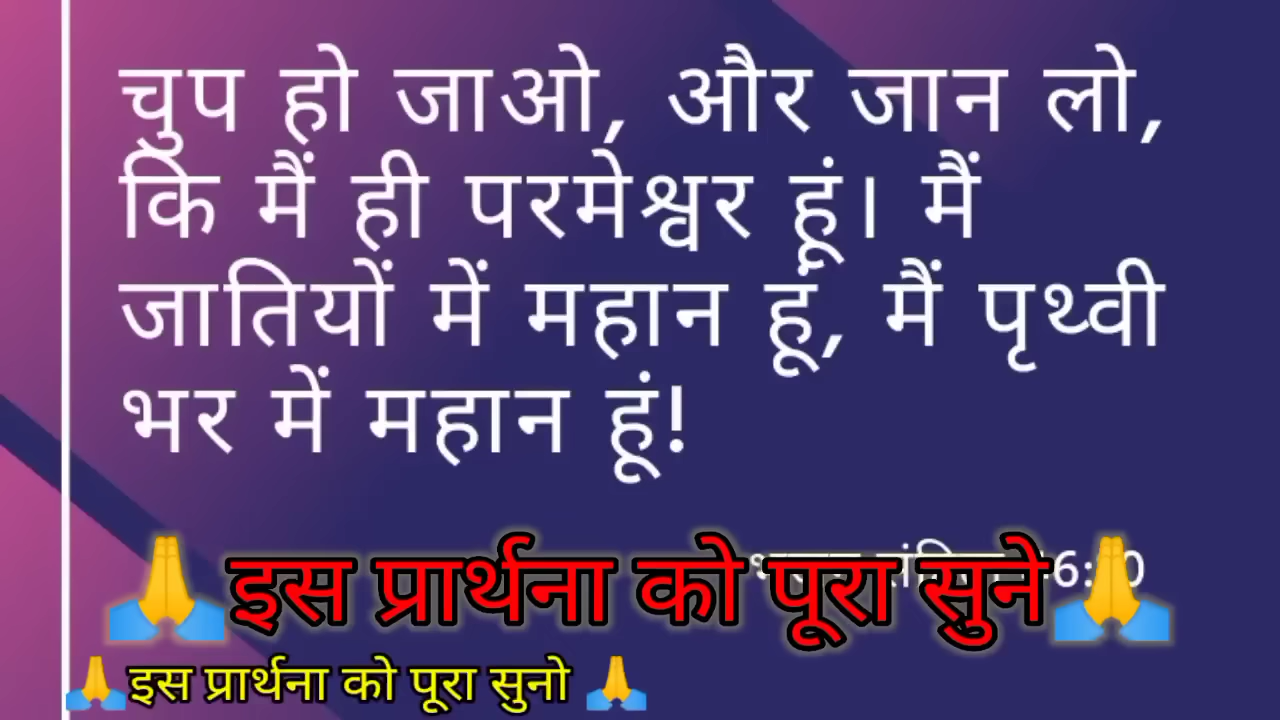 चुप हो जाओ, और जान लो,
कि मैं ही परमेश्वर हूं। मैं
जातियों में महान हूं, मैं पृथ्वी
भर में महान हूं!
🙏इस प्रार्थना को पूरा सुने🙏
🙏इस प्रार्थना को पूरा सुनो 🙏